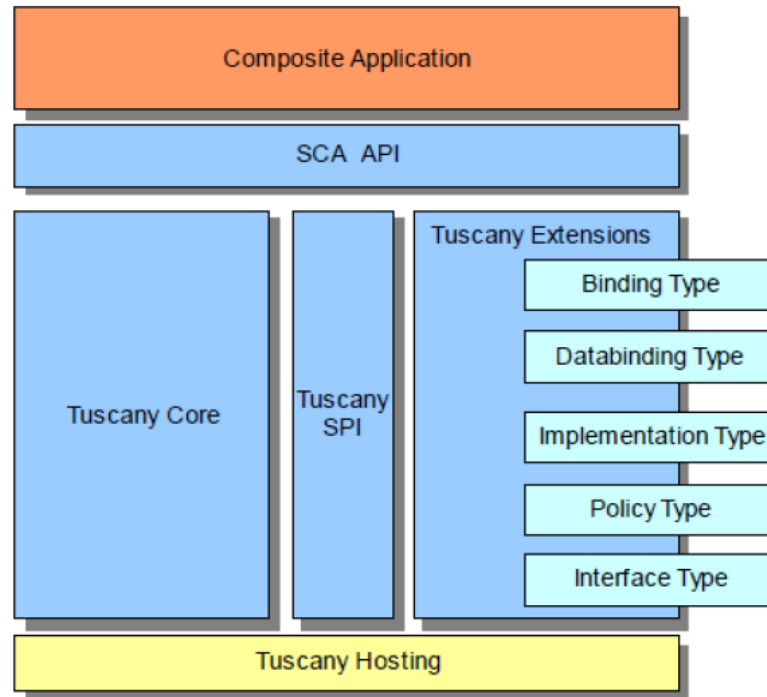 Composite Application
SCA API
Tuscany Core
Tuscany
SPI
Tuscany Extensions
Binding Type
Databinding Type
Implementation Type
Policy Type
Interface Type
Tuscany Hosting